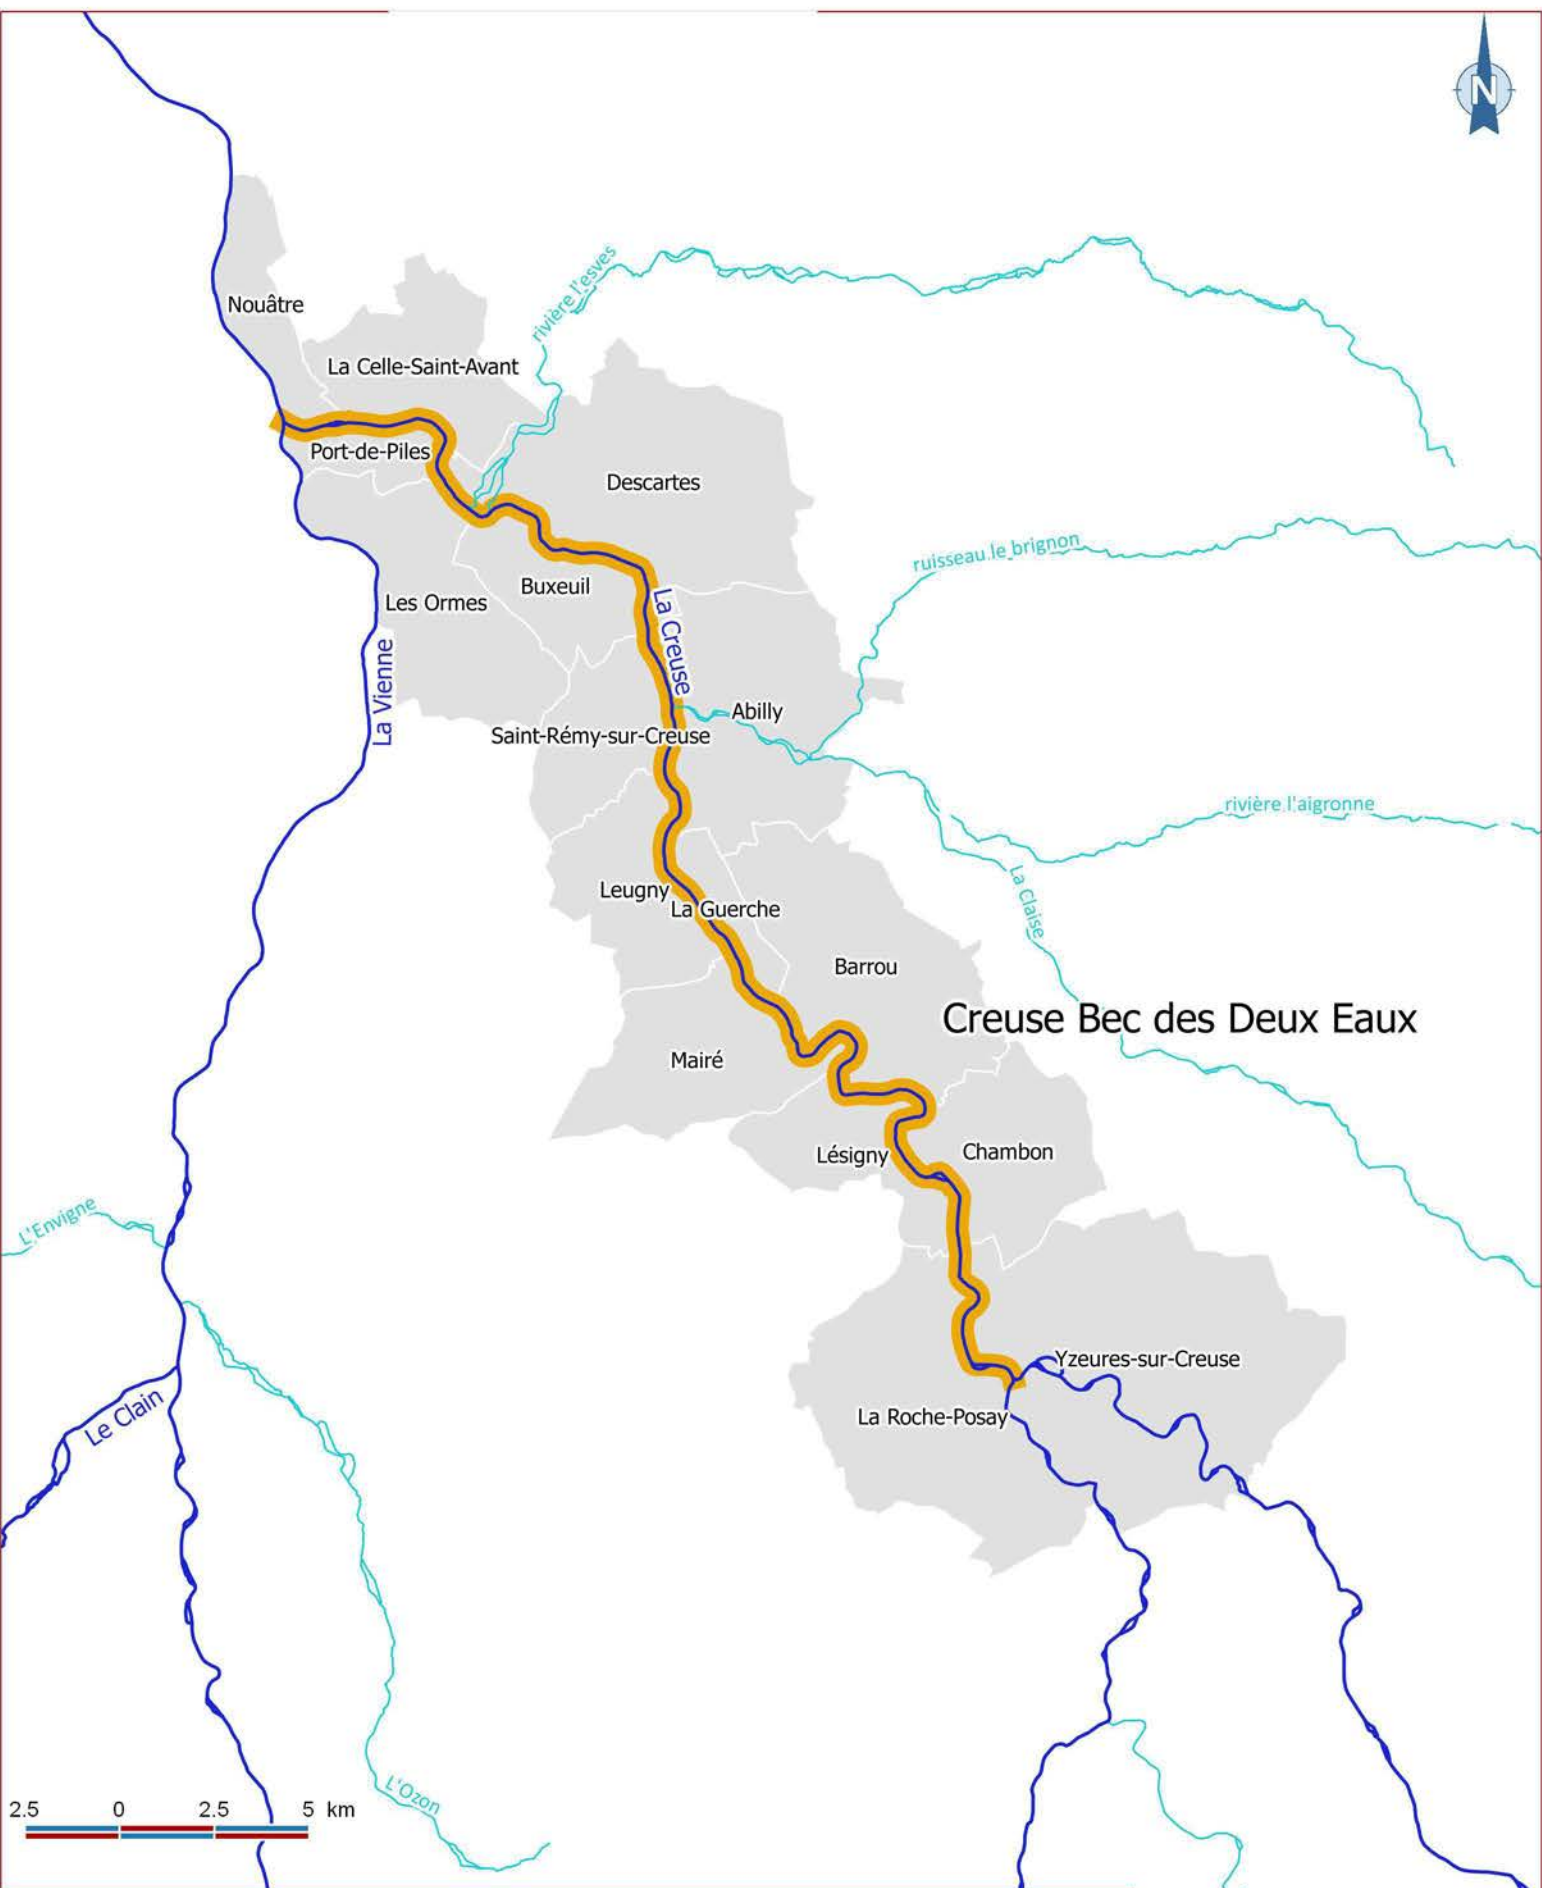 N
rivière l'esves
Nouâtre
La Celle-Saint-Avant
Port-de-Piles
Descartes
ruisseau le brignon
Buxeuil
Les Ormes
La Creuse
La Vienne
Abilly
Saint-Rémy-sur-Creuse
rivière l'aigronne
Leugny
La Guerche
La Claise
Barrou
Creuse Bec des Deux Eaux
Mairé
Lésigny
Chambon
L'Envigne
Yzeures-sur-Creuse
La Roche-Posay
Le Clain
L'Ozon
2.5 0 2.5 5 km